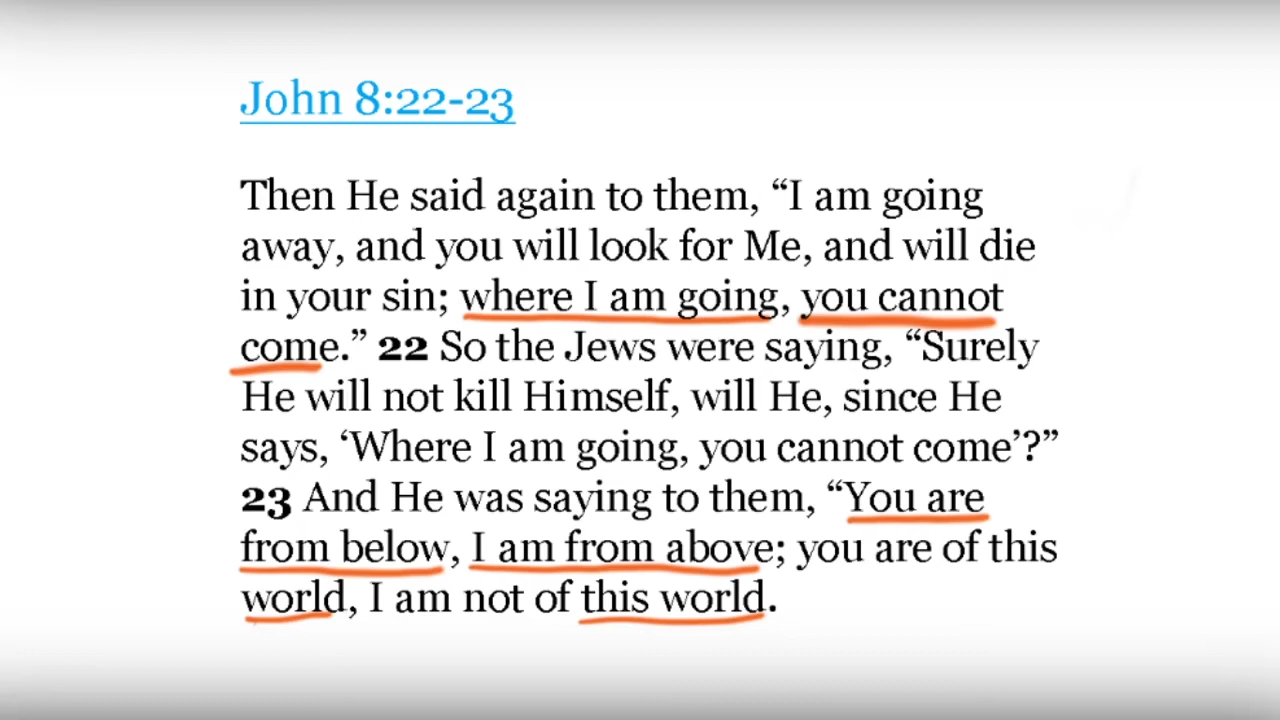 John 8:22-23
Then He said again to them, “I am going
away, and you will look for Me, and will die
in your sin; where I am going, you cannot
come.” 22 So the Jews were saying, “Surely
He will not kill Himself, will He, since He
says, ‘Where I am going, you cannot come’?”
23 And He was saying to them, “You are
from below, I am from above; you are of this
world, I am not of this world.